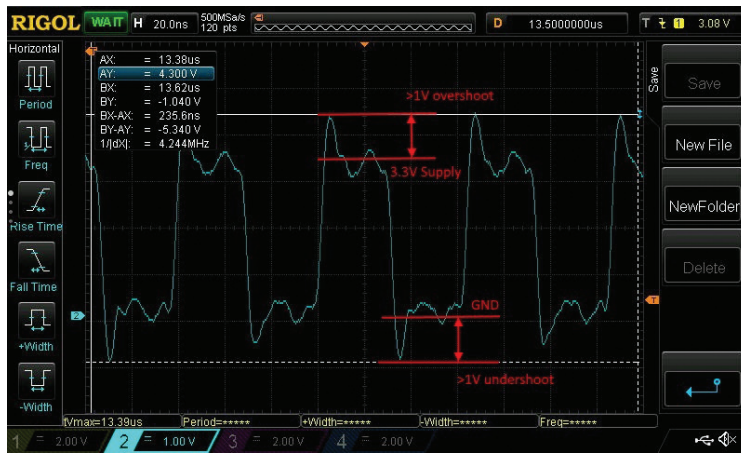 RIGOL WAIT H 20.0ns 500MSa/s 120 pts D 13.5000000us T 1 3.08 V
Horizontal
Period
Freq
Rise Time
Fall Time
+Width
-Width
AX: = 13.38us
AY: = 4.300 V
BX: = 13.62us
BY: = -1.040 V
BX-AX: = 235.6ns
BY-AY: = -5.340 V
1/|dX|: = 4.244MHz
>1V overshoot
3.3V Supply
GND
>1V undershoot
2
T
Save
Save
New File
NewFolder
Delete
tVmax=13.39us Period=***** +Width=***** -Width=***** Freq=*****
1 = 2.00 V 2 = 1.00 V 3 = 2.00 V 4 = 2.00 V